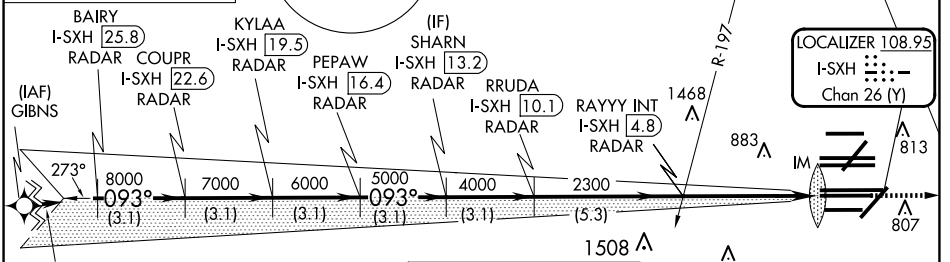 BAIRY
I-SXH 25.8
RADAR
COUPR
I-SXH 22.6
RADAR
KYLAA
I-SXH 19.5
RADAR
PEPAW
I-SXH 16.4
RADAR
(IF)
SHARN
I-SXH 13.2
RADAR
RRUDA
I-SXH 10.1
RADAR
RAYYY INT
I-SXH 4.8
RADAR
R-197
LOCALIZER 108.95
I-SXH
Chan 26 (Y)
(IAF)
GIBNS
1468
883
IM
813
273°
8000
093°
7000
6000
5000
093°
4000
2300
(3.1)
(3.1)
(3.1)
(3.1)
(3.1)
(5.3)
807
1508